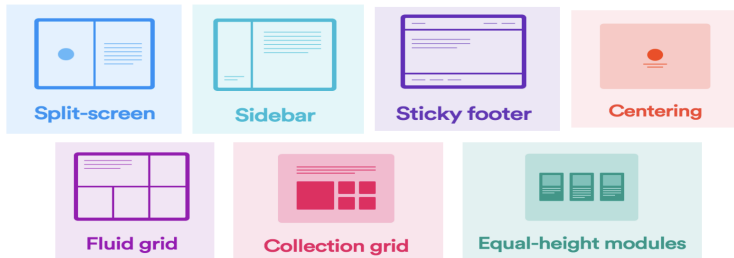 Split-screen
Sidebar
Sticky footer
Centering
Fluid grid
Collection grid
Equal-height modules